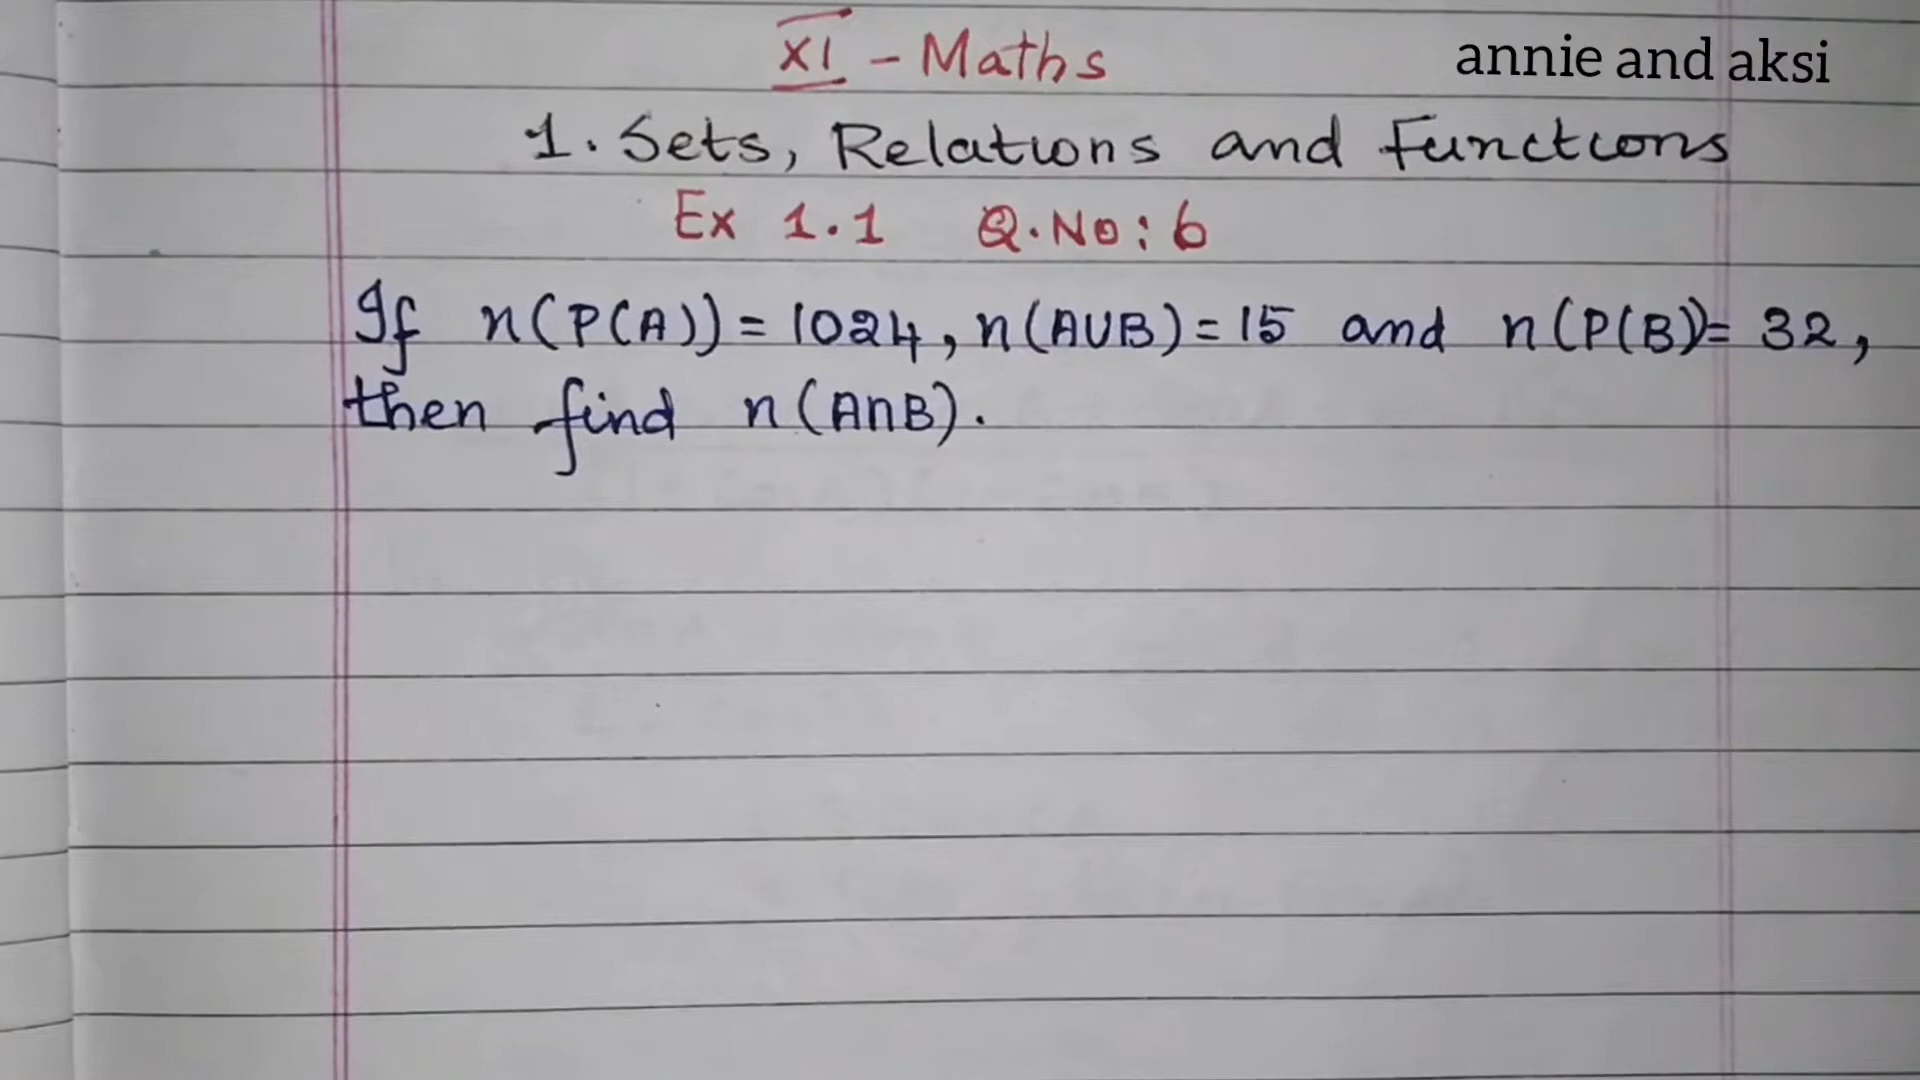 XI - Maths
annie and aksi
1. Sets, Relations and Functions
Ex 1.1 Q.No: 6
If n(P(A)) = 1024, n(A∪B) = 15 and n(P(B)) = 32,
then find n(A∩B).